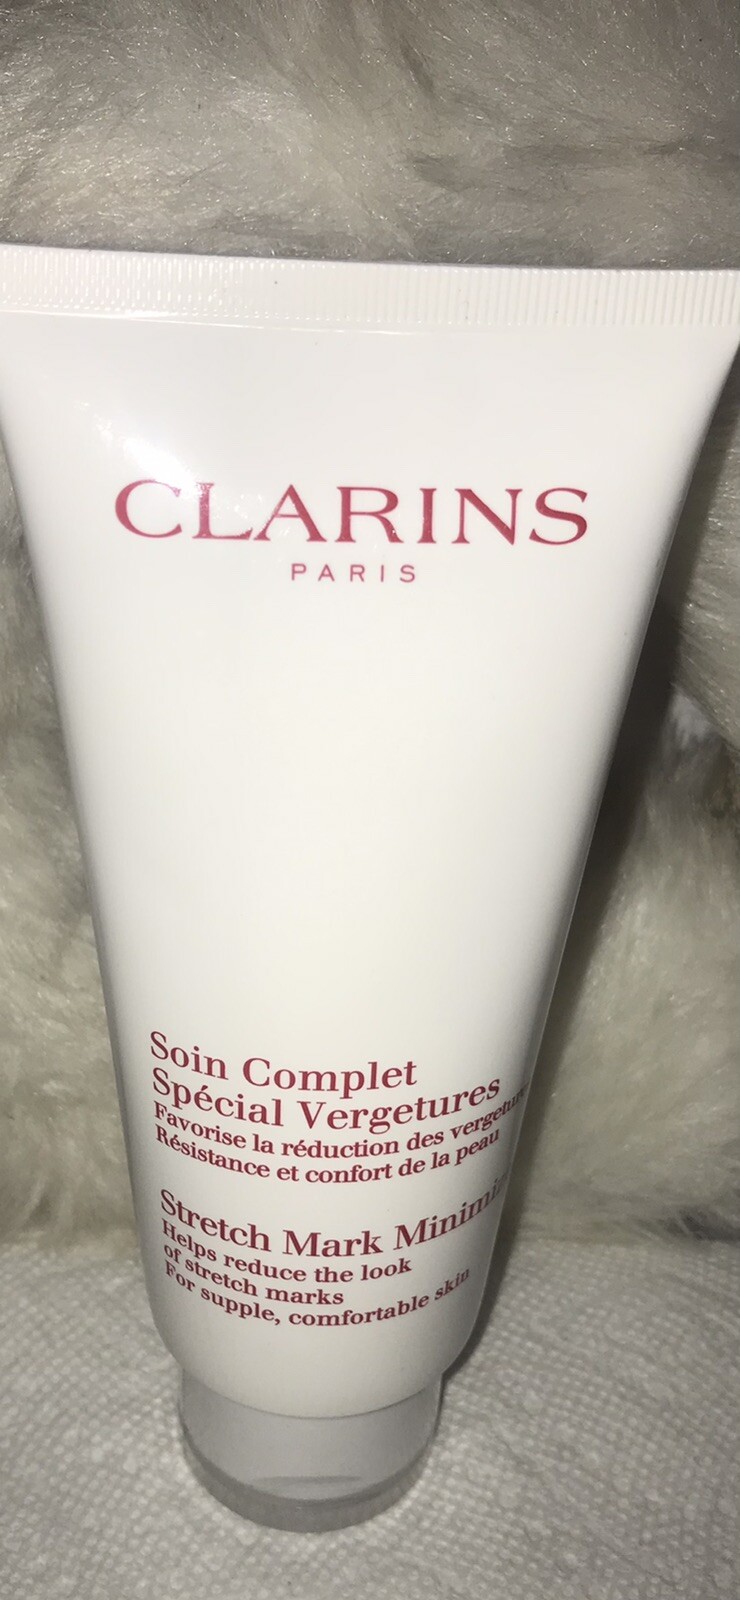 CLARINS
PARIS
Soin Complet
Spécial Vergetures
Favorise la réduction des
Résistance et confort de la peau
Stretch Mark
Helps reduce the look
of stretch marks
For supple, comfortable skin